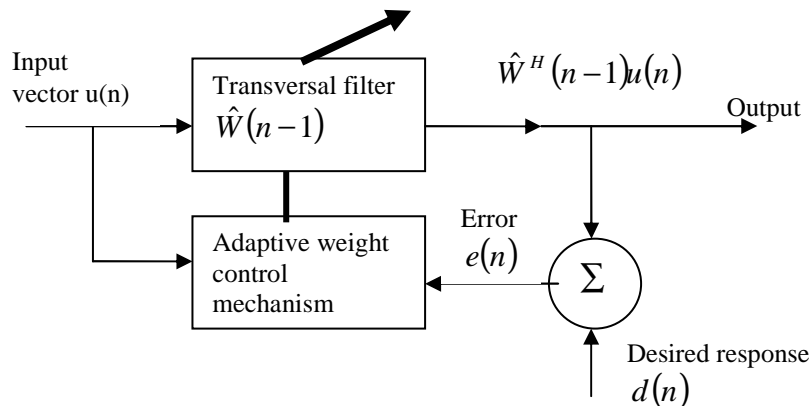 Input
vector u(n)
Transversal filter
Ŵ(n−1)
Ŵ^H(n−1)u(n)
Output
Adaptive weight
control
mechanism
Error
e(n)
Σ
Desired response
d(n)